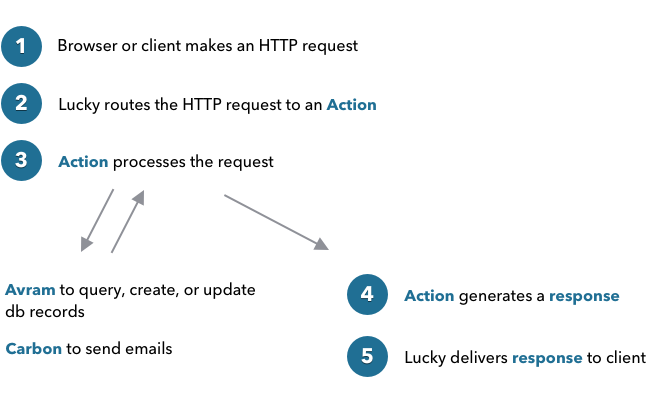 1 Browser or client makes an HTTP request
2 Lucky routes the HTTP request to an Action
3 Action processes the request
Avram to query, create, or update
db records
Carbon to send emails
4 Action generates a response
5 Lucky delivers response to client